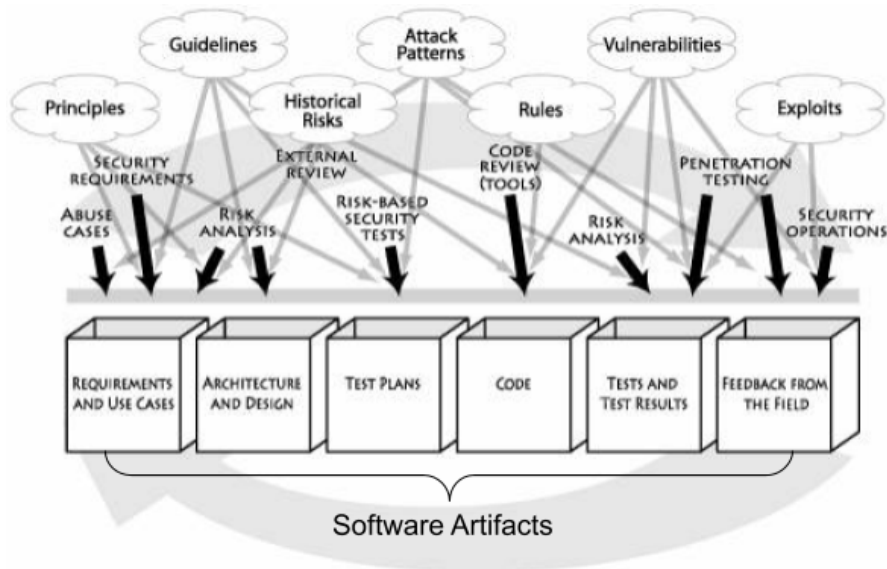 Guidelines
Attack
Patterns
Vulnerabilities
Principles
Historical
Risks
Rules
Exploits
SECURITY
REQUIREMENTS
EXTERNAL
REVIEW
CODE
REVIEW
(TOOLS)
PENETRATION
TESTING
ABUSE
CASES
RISK
ANALYSIS
RISK-BASED
SECURITY
TESTS
RISK
ANALYSIS
SECURITY
OPERATIONS
REQUIREMENTS
AND USE CASES
ARCHITECTURE
AND DESIGN
TEST PLANS
CODE
TESTS AND
TEST RESULTS
FEEDBACK FROM
THE FIELD
Software Artifacts